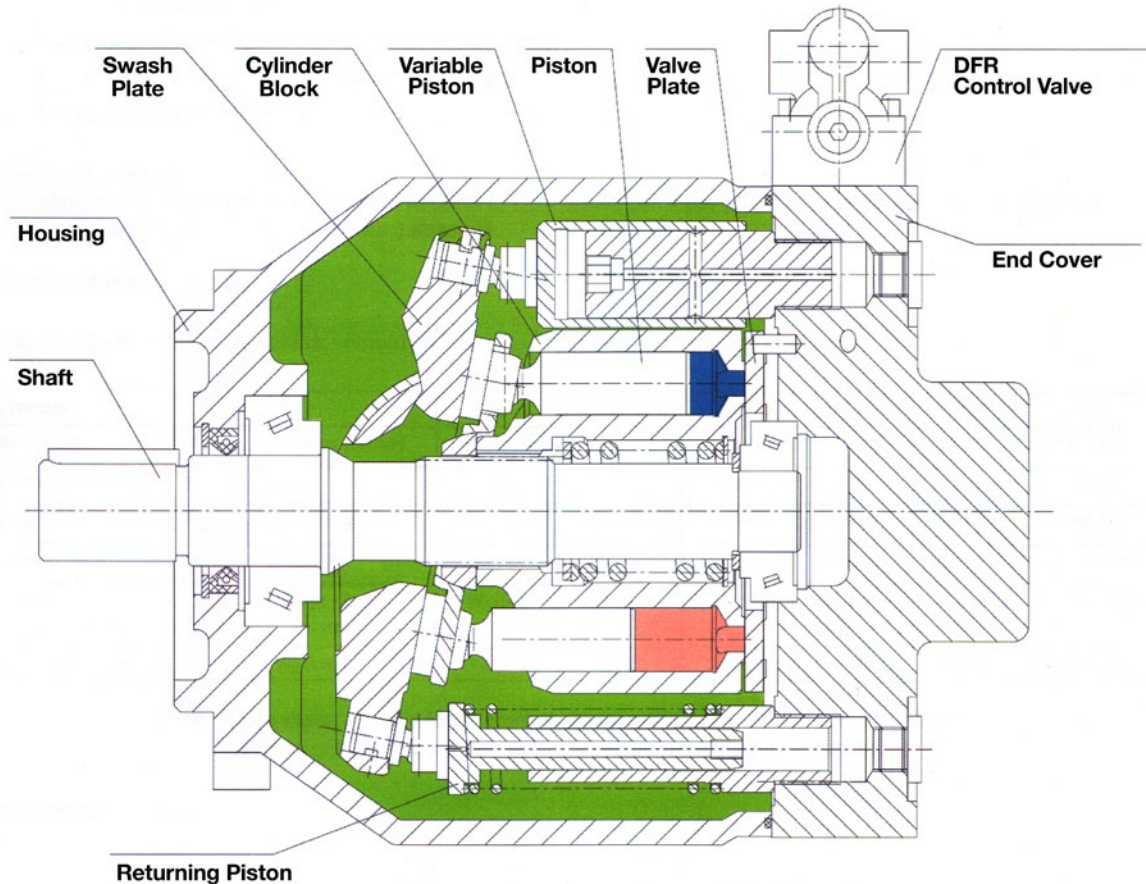 Swash
Plate
Cylinder
Block
Variable
Piston
Piston
Valve
Plate
DFR
Control Valve
Housing
End Cover
Shaft
Returning Piston